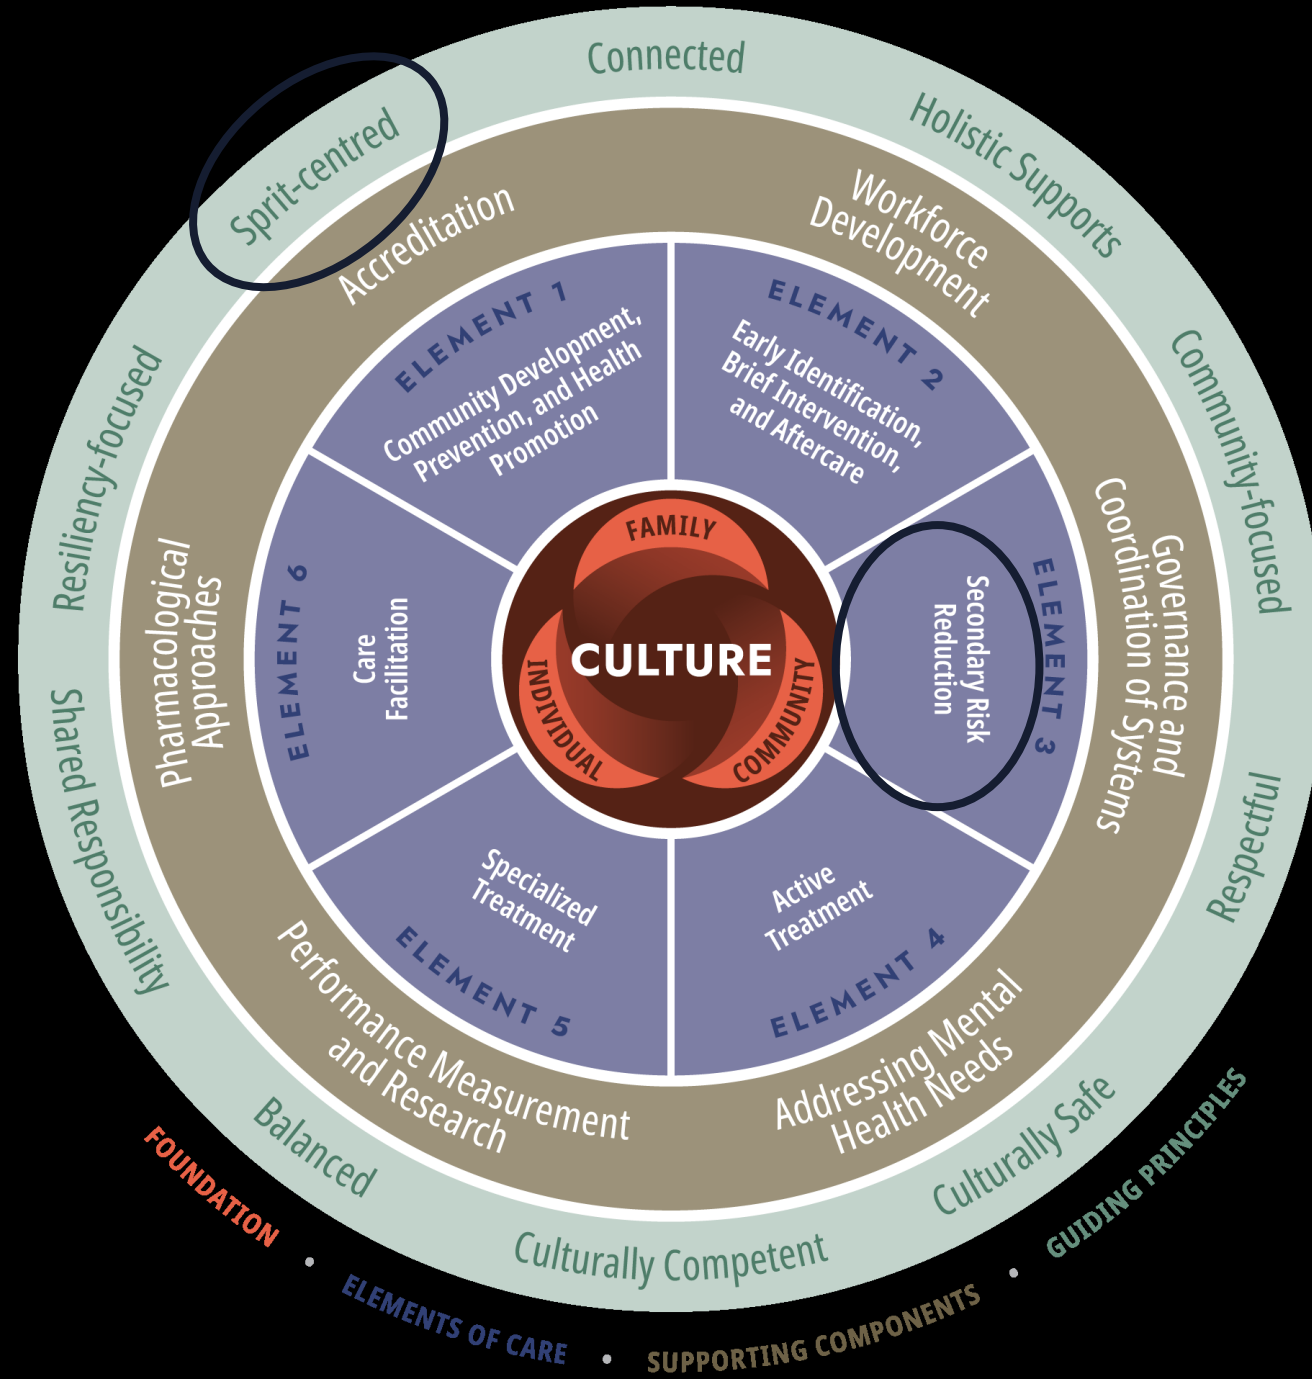 Connected
Holistic Supports
Community-focused
Respectful
Culturally Safe
Culturally Competent
Balanced
Shared Responsibility
Resiliency-focused
Sprit-centred
Accreditation
Workforce
Development
Governance and
Coordination of Systems
Addressing Mental
Health Needs
Performance Measurement
and Research
Pharmacological
Approaches
ELEMENT 1
Community Development,
Prevention, and Health
Promotion
ELEMENT 2
Early Identification,
Brief Intervention,
and Aftercare
ELEMENT 3
Secondary Risk
Reduction
ELEMENT 4
Active
Treatment
ELEMENT 5
Specialized
Treatment
ELEMENT 6
Care
Facilitation
FAMILY
CULTURE
INDIVIDUAL
COMMUNITY
FOUNDATION
ELEMENTS OF CARE
SUPPORTING COMPONENTS
GUIDING PRINCIPLES